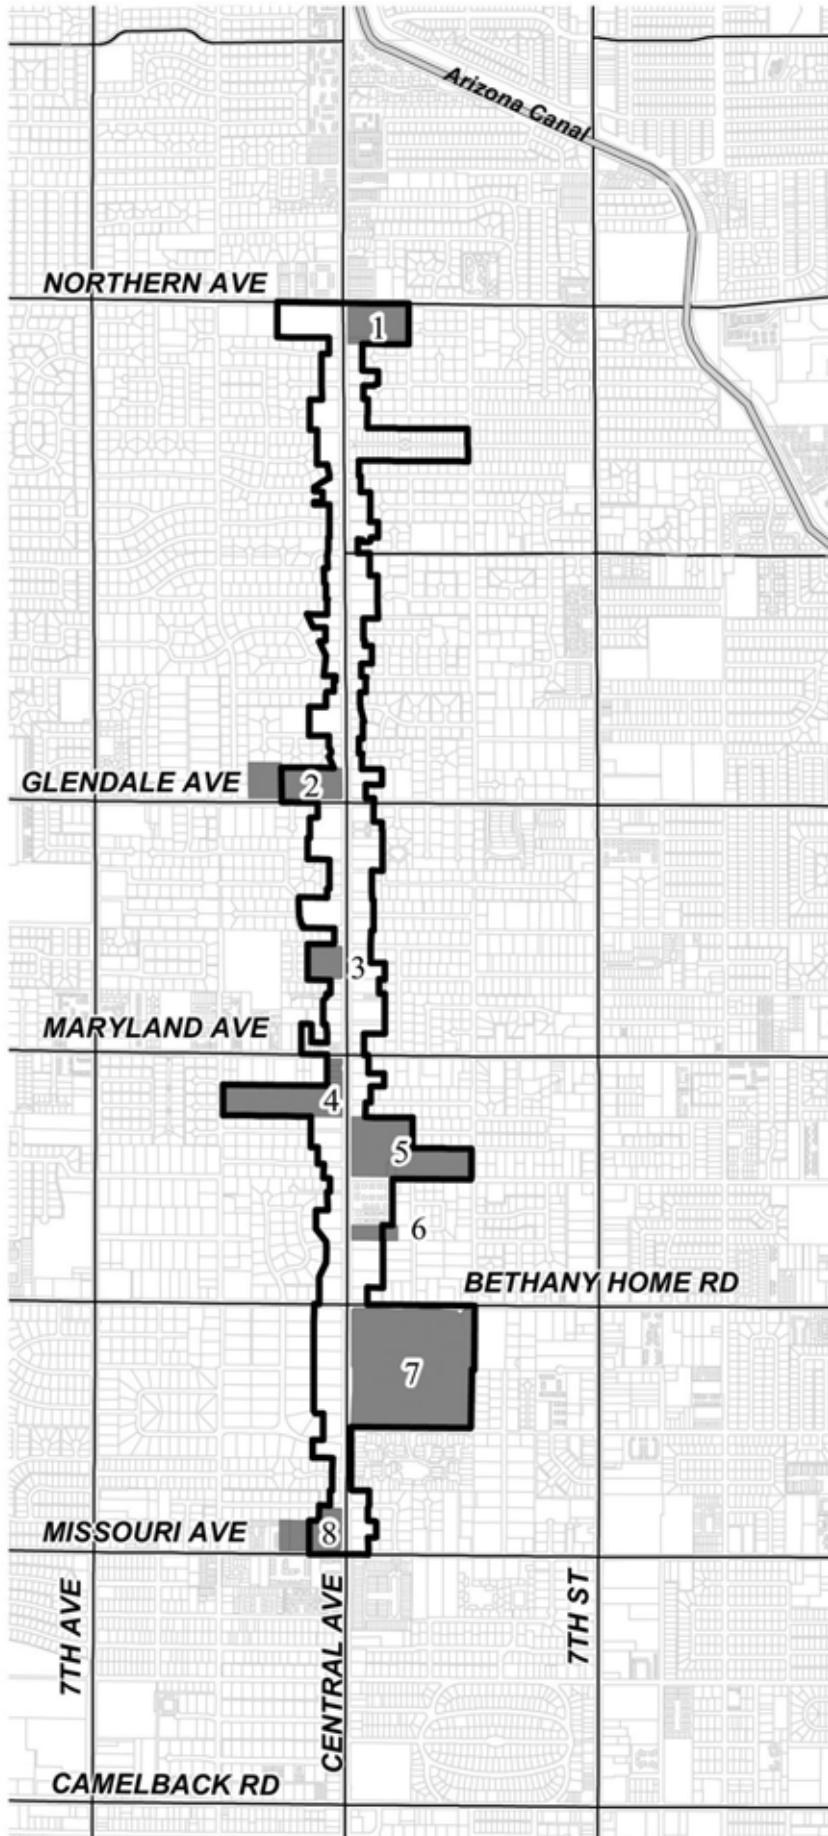 Arizona Canal
NORTHERN AVE
1
GLENDALE AVE
2
3
MARYLAND AVE
4
5
6
BETHANY HOME RD
7
MISSOURI AVE
8
7TH AVE
CENTRAL AVE
7TH ST
CAMELBACK RD